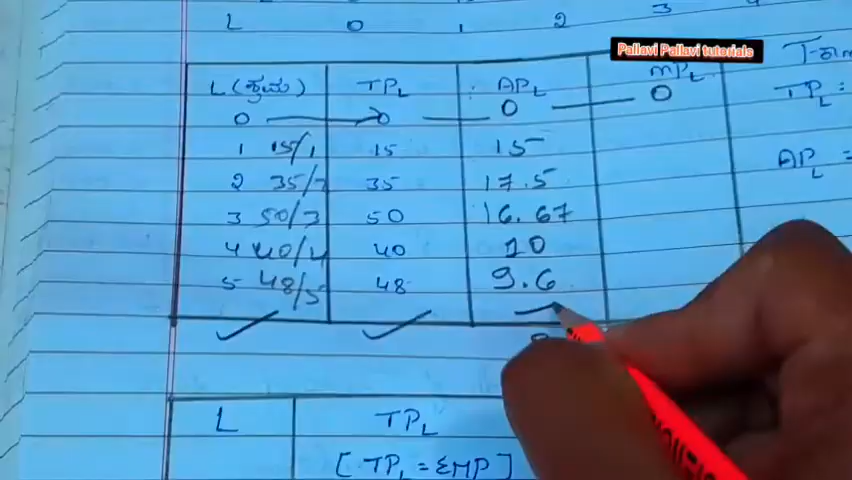 L 0 1 2 3
Pallavi Pallavi tutorials
L (ಶ್ರಮ) TPL APL MPL
TPL =
0 0 0 0
1 15/1 15 15
APL =
2 35/2 35 17.5
3 50/3 50 16.67
4 40/4 40 10
5 48/5 48 9.6
L TPL
[ TPL = ΣMP ]